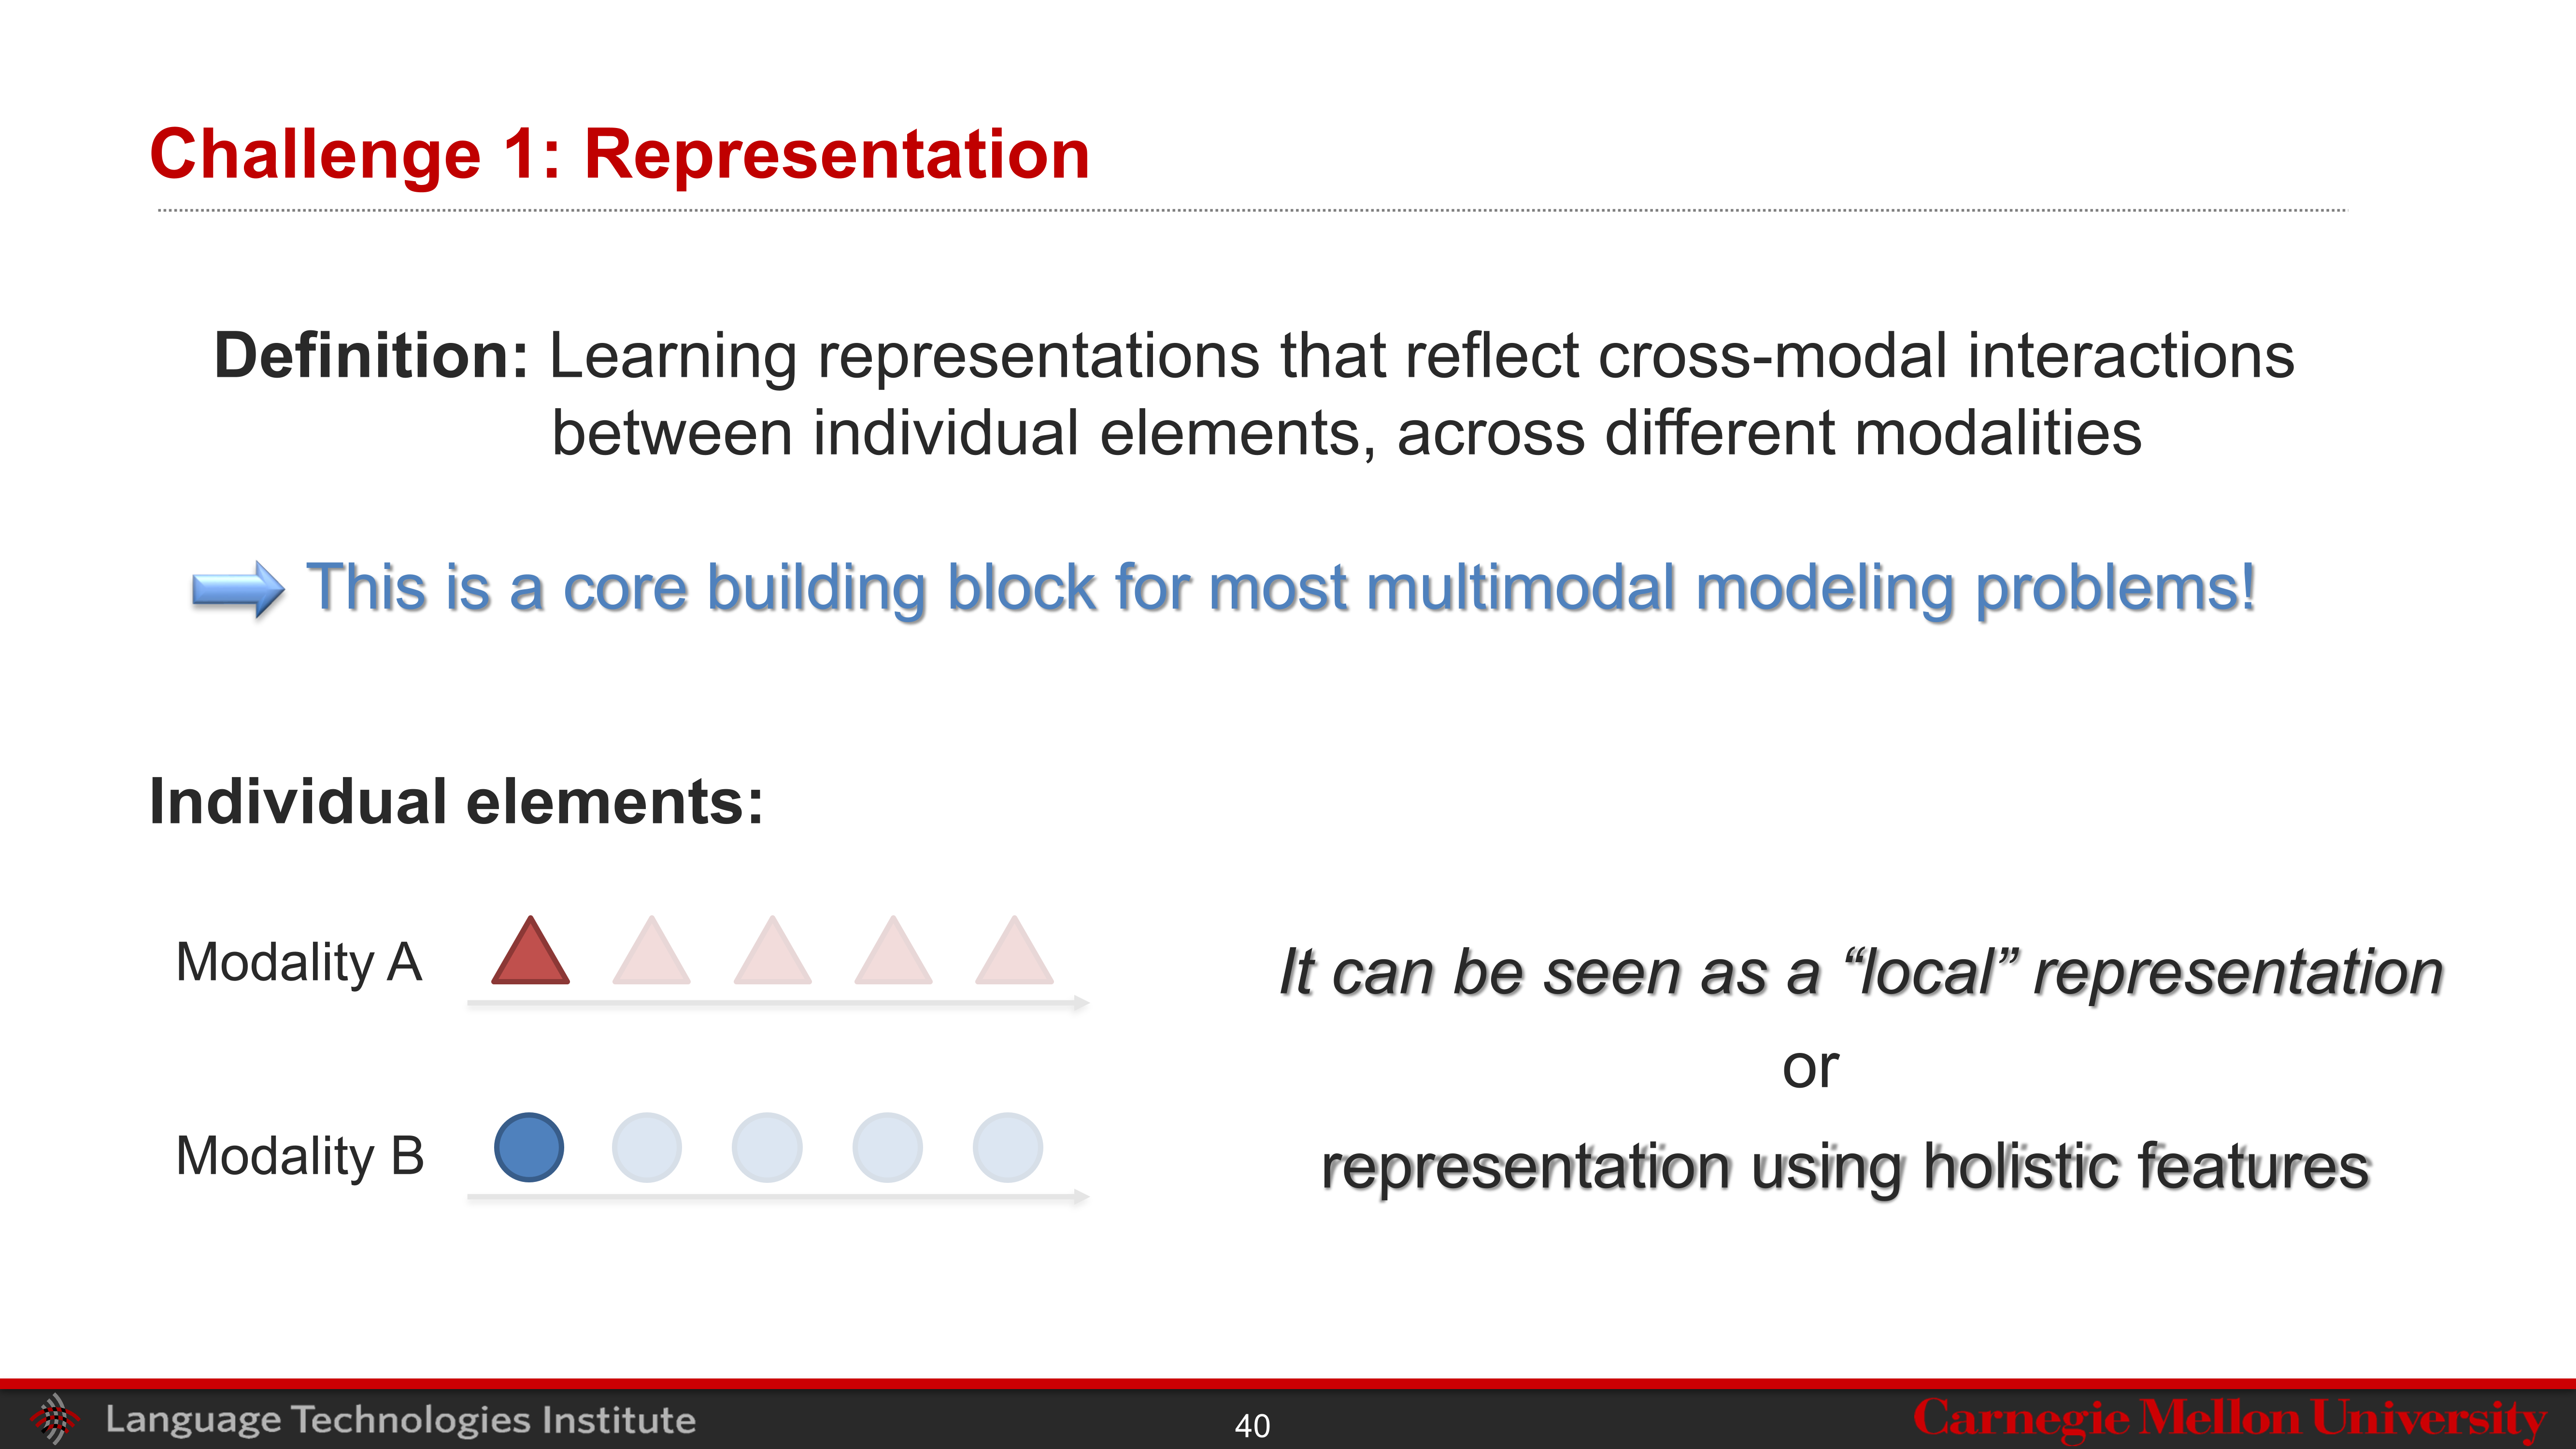 Challenge 1: Representation
Definition: Learning representations that reflect cross-modal interactions
between individual elements, across different modalities
This is a core building block for most multimodal modeling problems!
Individual elements:
Modality A
It can be seen as a “local” representation
or
Modality B
representation using holistic features
Language Technologies Institute
40
Carnegie Mellon University